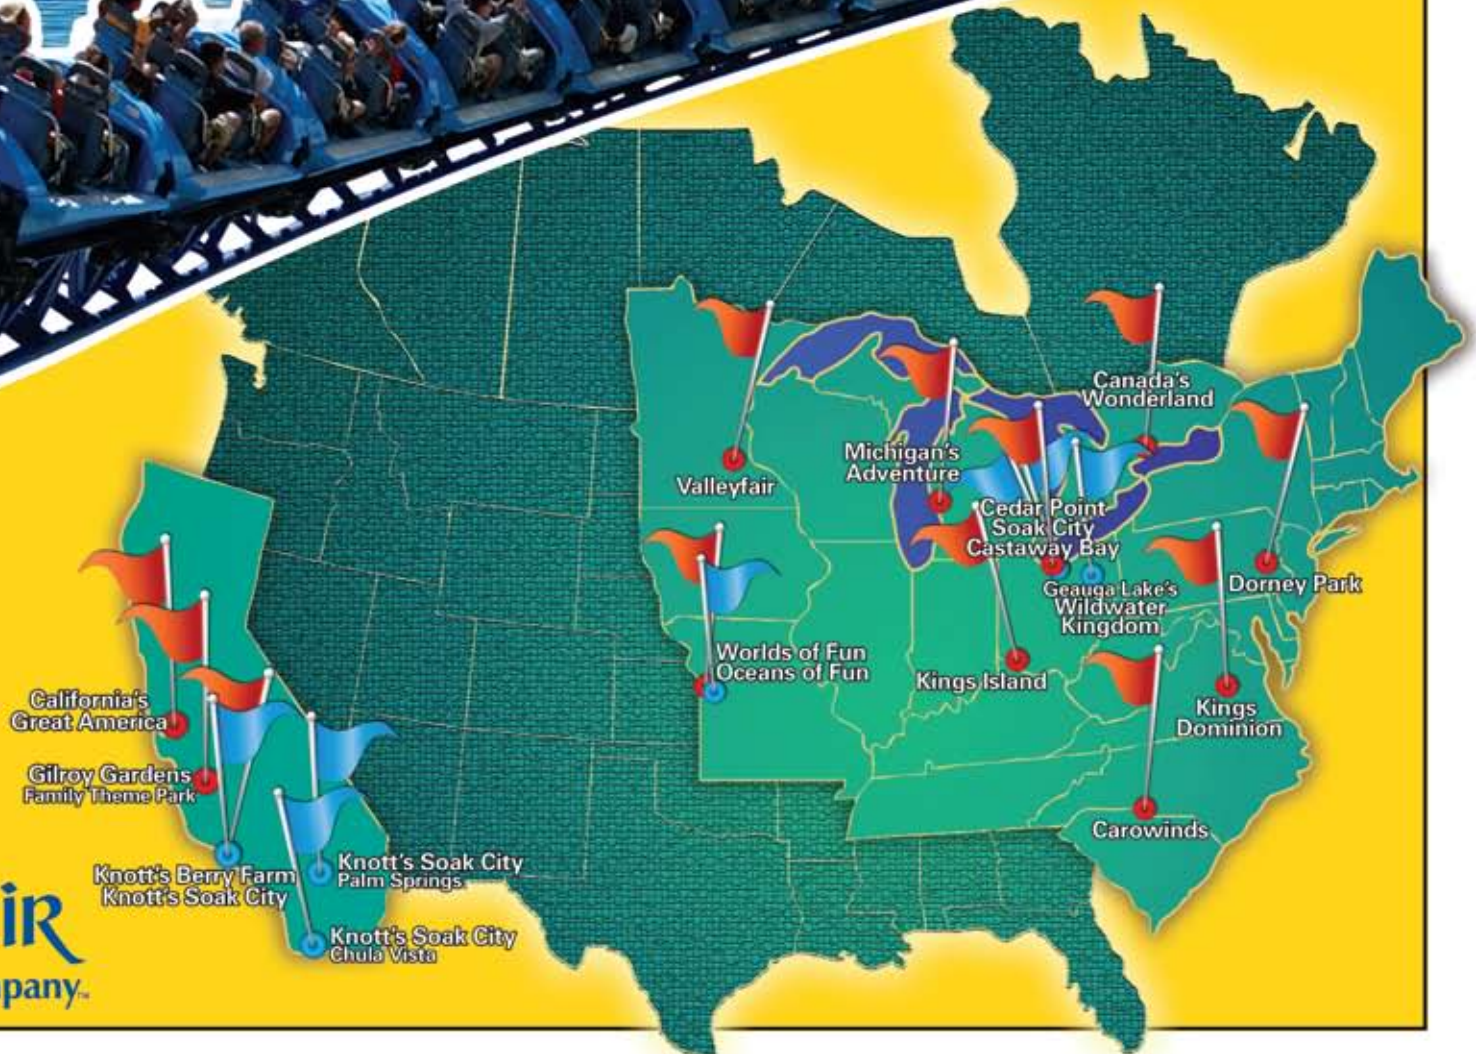 Canada's
Wonderland
Michigan's
Adventure
Valleyfair
Cedar Point
Soak City
Castaway Bay
Geauga Lake's
Wildwater
Kingdom
Dorney Park
Worlds of Fun
Oceans of Fun
Kings Island
Kings
Dominion
California's
Great America
Gilroy Gardens
Family Theme Park
Carowinds
Knott's Berry Farm
Knott's Soak City
Knott's Soak City
Palm Springs
Knott's Soak City
Chula Vista
iR
mpany™